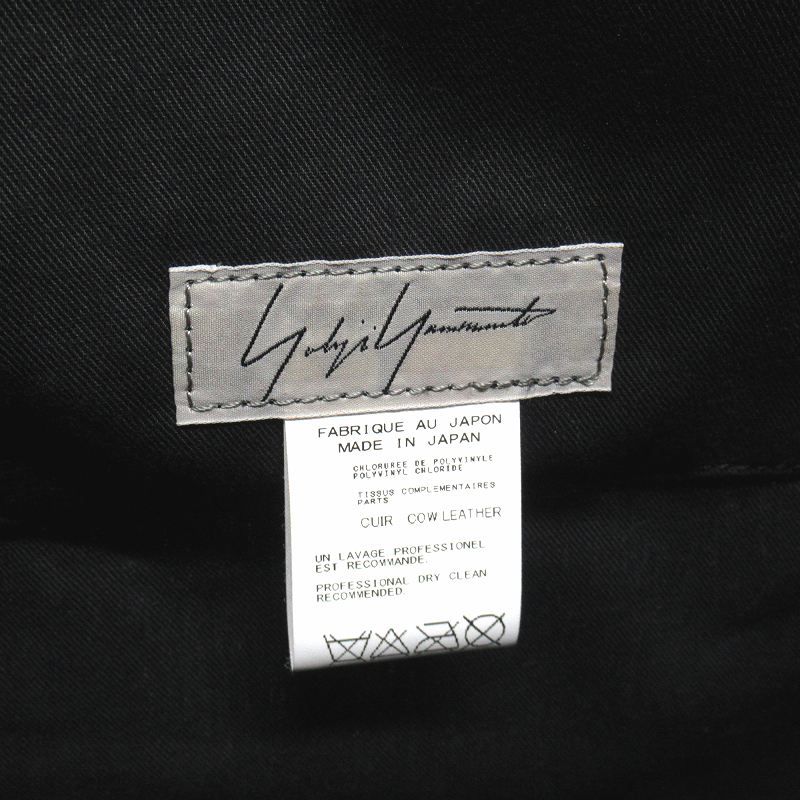 Yohji Yamamoto
FABRIQUE AU JAPON
MADE IN JAPAN
CHLORUREE DE POLYVINYLE
POLYVINYL CHLORIDE
TISSUS COMPLEMENTAIRES
PARTS
CUIR COW LEATHER
UN LAVAGE PROFESSIONEL
EST RECOMMANDE.
PROFESSIONAL DRY CLEAN
RECOMMENDED.